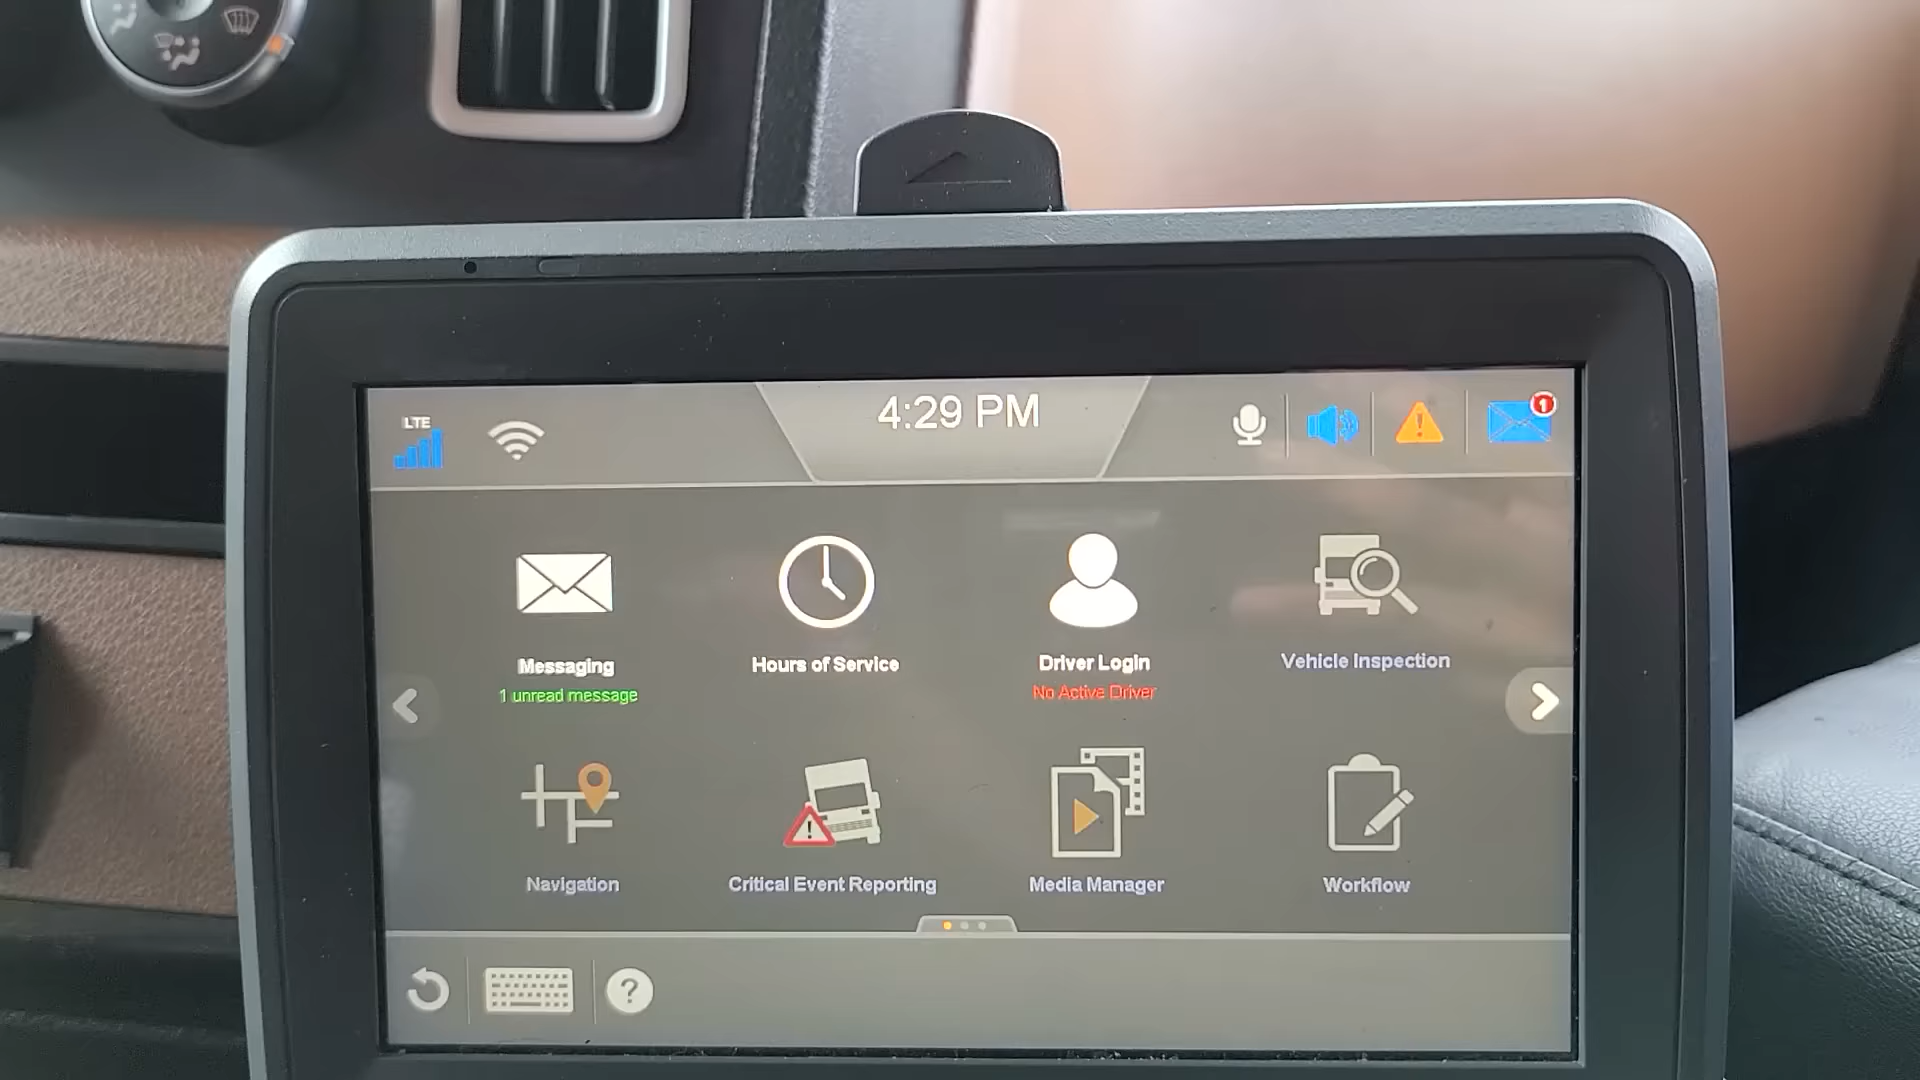 LTE
4:29 PM
1
Messaging
1 unread message
Hours of Service
Driver Login
No Active Driver
Vehicle Inspection
Navigation
Critical Event Reporting
Media Manager
Workflow
?